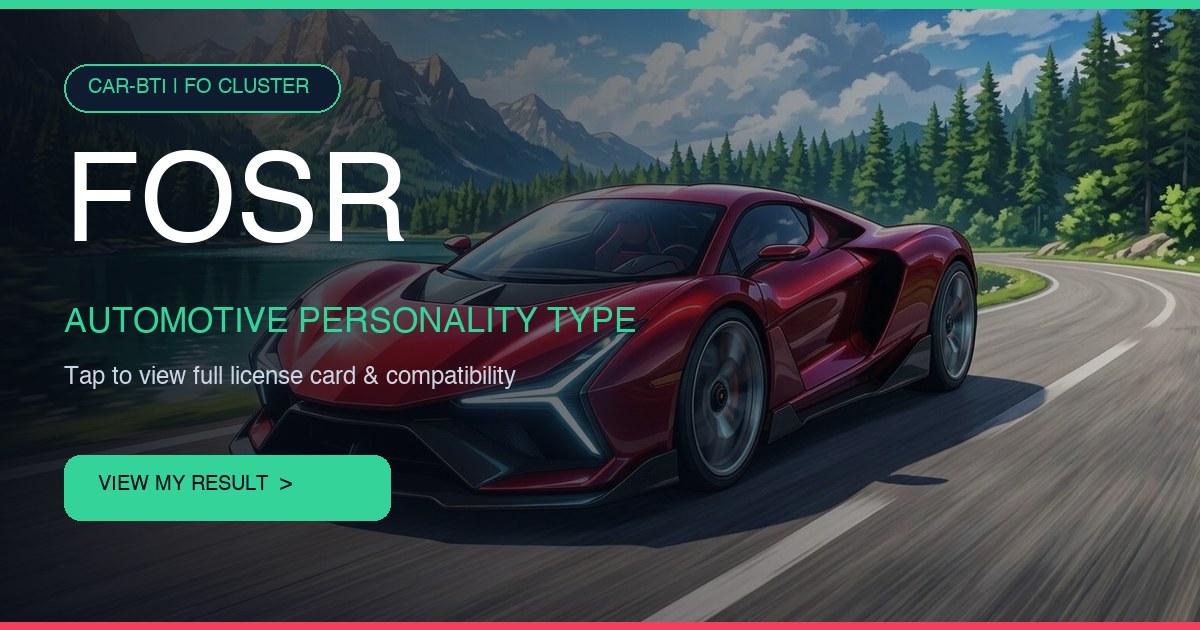 CAR-BTI | FO CLUSTER
FOSR
AUTOMOTIVE PERSONALITY TYPE
Tap to view full license card & compatibility
VIEW MY RESULT >